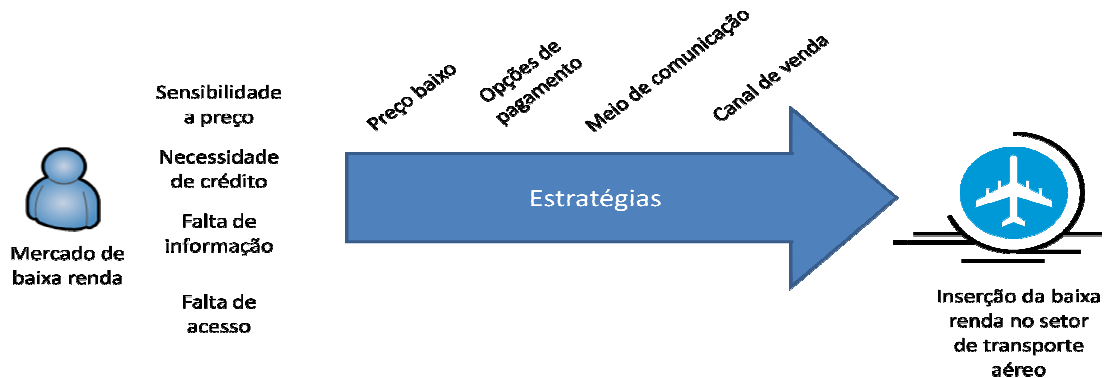 Mercado de
baixa renda
Sensibilidade
a preço
Necessidade
de crédito
Falta de
informação
Falta de
acesso
Preço baixo
Opções de
pagamento
Meio de comunicação
Canal de venda
Estratégias
Inserção da baixa
renda no setor
de transporte
aéreo